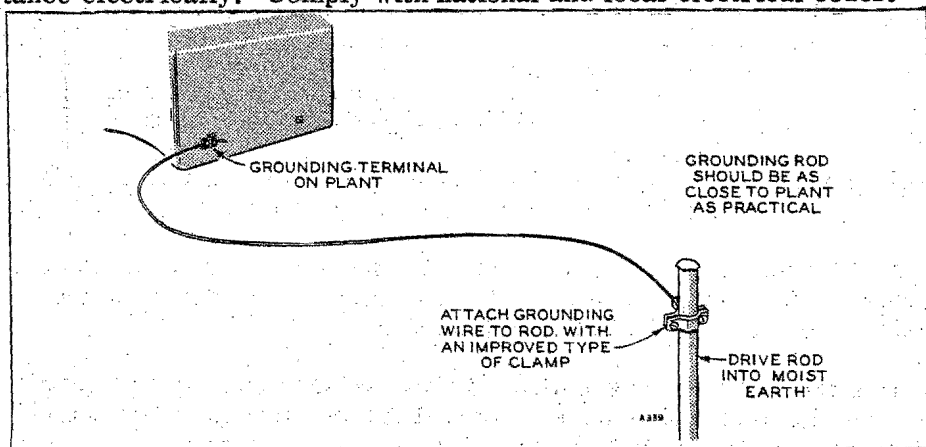 electrically. Comply with national and local electrical codes.
GROUNDING TERMINAL
ON PLANT
GROUNDING ROD
SHOULD BE AS
CLOSE TO PLANT
AS PRACTICAL
ATTACH GROUNDING
WIRE TO ROD WITH
AN IMPROVED TYPE
OF CLAMP
DRIVE ROD
INTO MOIST
EARTH
A339